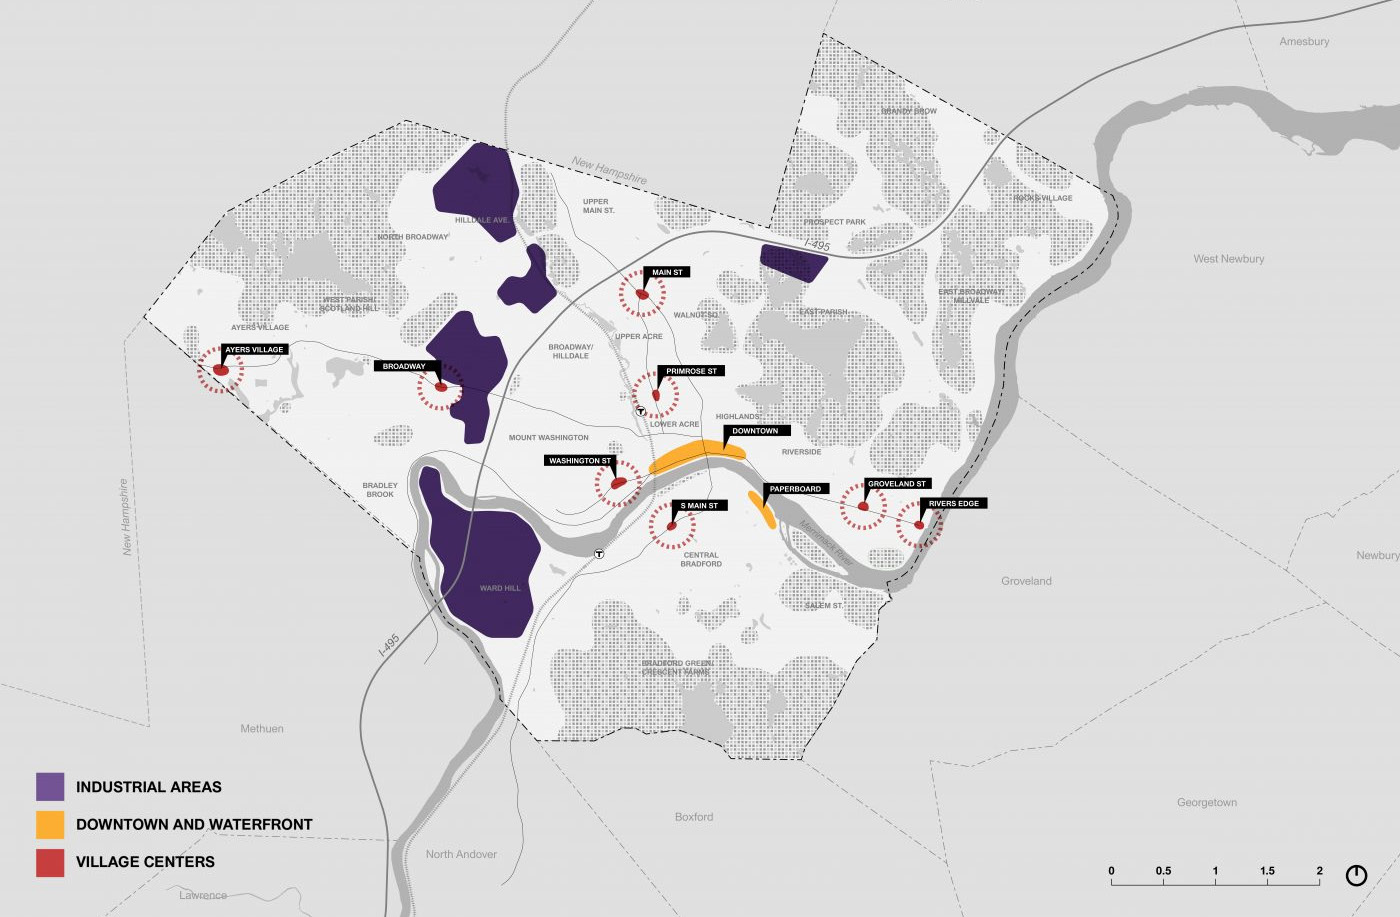 Amesbury
BRANDY BROW
New Hampshire
UPPER
MAIN ST.
ROCKS VILLAGE
HILLDALE AVE.
PROSPECT PARK
NORTH BROADWAY
I-495
West Newbury
MAIN ST
WEST PARISH/
SCOTLAND HILL
EAST BROADWAY/
MILLVALE
WALNUT SQ.
EAST PARISH
AYERS VILLAGE
UPPER ACRE
AYERS VILLAGE
BROADWAY/
HILLDALE
BROADWAY
PRIMROSE ST
T
HIGHLANDS
LOWER ACRE
DOWNTOWN
MOUNT WASHINGTON
RIVERSIDE
WASHINGTON ST
BRADLEY
BROOK
PAPERBOARD
GROVELAND ST
S MAIN ST
RIVERS EDGE
New Hampshire
Merrimack River
T
CENTRAL
BRADFORD
Newbury
WARD HILL
Groveland
SALEM ST.
I-495
BRADFORD GREEN/
CRESCENT FARMS
Methuen
INDUSTRIAL AREAS
DOWNTOWN AND WATERFRONT
VILLAGE CENTERS
Georgetown
Boxford
North Andover
Lawrence
0 0.5 1 1.5 2